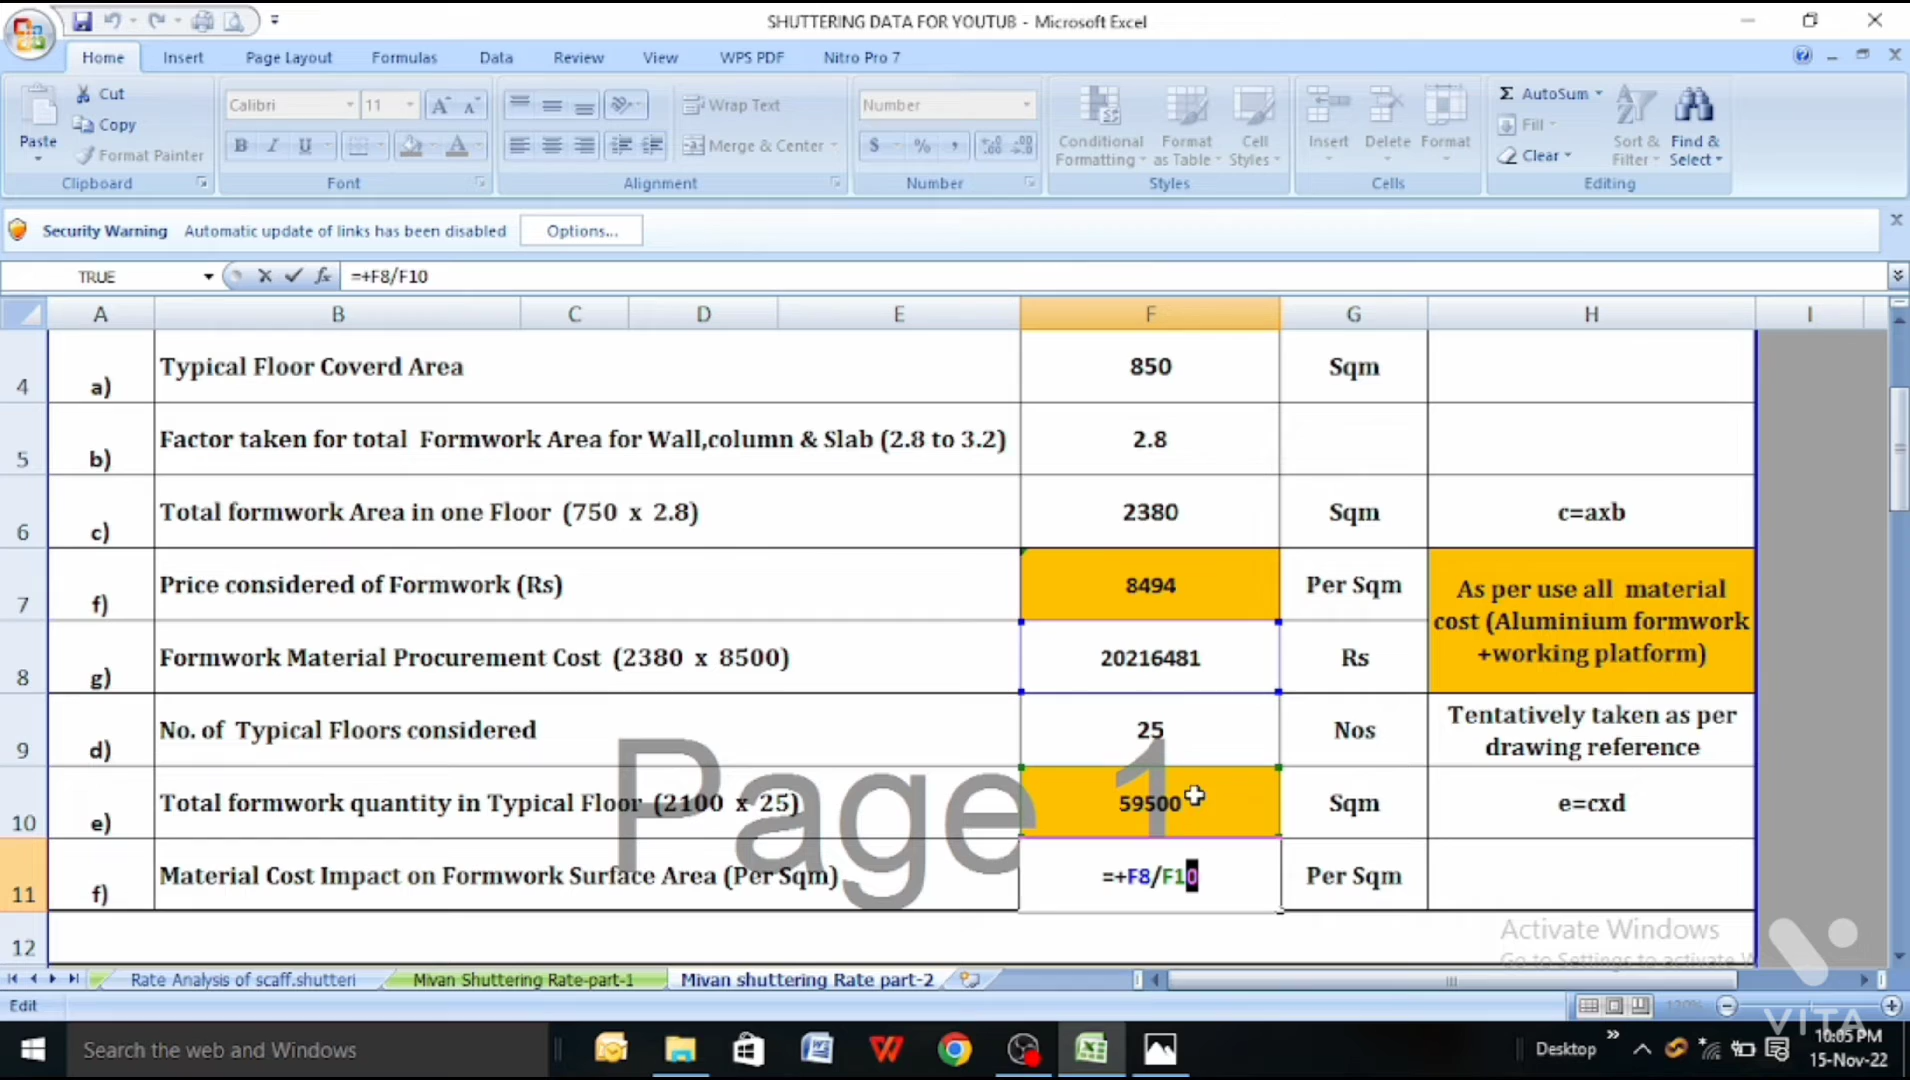 SHUTTERING DATA FOR YOUTUB - Microsoft Excel
Home Insert Page Layout Formulas Data Review View WPS PDF Nitro Pro 7
Paste
Cut
Copy
Format Painter
Clipboard
Calibri 11
B I U
Font
Wrap Text
Merge & Center
Alignment
Number
$ % ,
Number
Conditional Formatting
Format as Table
Cell Styles
Styles
Insert Delete Format
Cells
Σ AutoSum
Fill
Clear
Sort & Filter
Find & Select
Editing
Security Warning Automatic update of links has been disabled Options...
TRUE fx =+F8/F10
A B C D E F G H I
4 a) Typical Floor Coverd Area 850 Sqm
5 b) Factor taken for total Formwork Area for Wall,column & Slab (2.8 to 3.2) 2.8
6 c) Total formwork Area in one Floor (750 x 2.8) 2380 Sqm c=axb
7 f) Price considered of Formwork (Rs) 8494 Per Sqm
As per use all material
cost (Aluminium formwork
+working platform)
8 g) Formwork Material Procurement Cost (2380 x 8500) 20216481 Rs
9 d) No. of Typical Floors considered 25 Nos
Tentatively taken as per
drawing reference
10 e) Total formwork quantity in Typical Floor (2100 x 25) 59500 Sqm e=cxd
11 f) Material Cost Impact on Formwork Surface Area (Per Sqm) =+F8/F10 Per Sqm
12
Page 1
Activate Windows
Go to Settings to activate W
Rate Analysis of scaff.shutteri Mivan Shuttering Rate-part-1 Mivan shuttering Rate part-2
Edit
VITA
Search the web and Windows
Desktop
10:05 PM
15-Nov-22